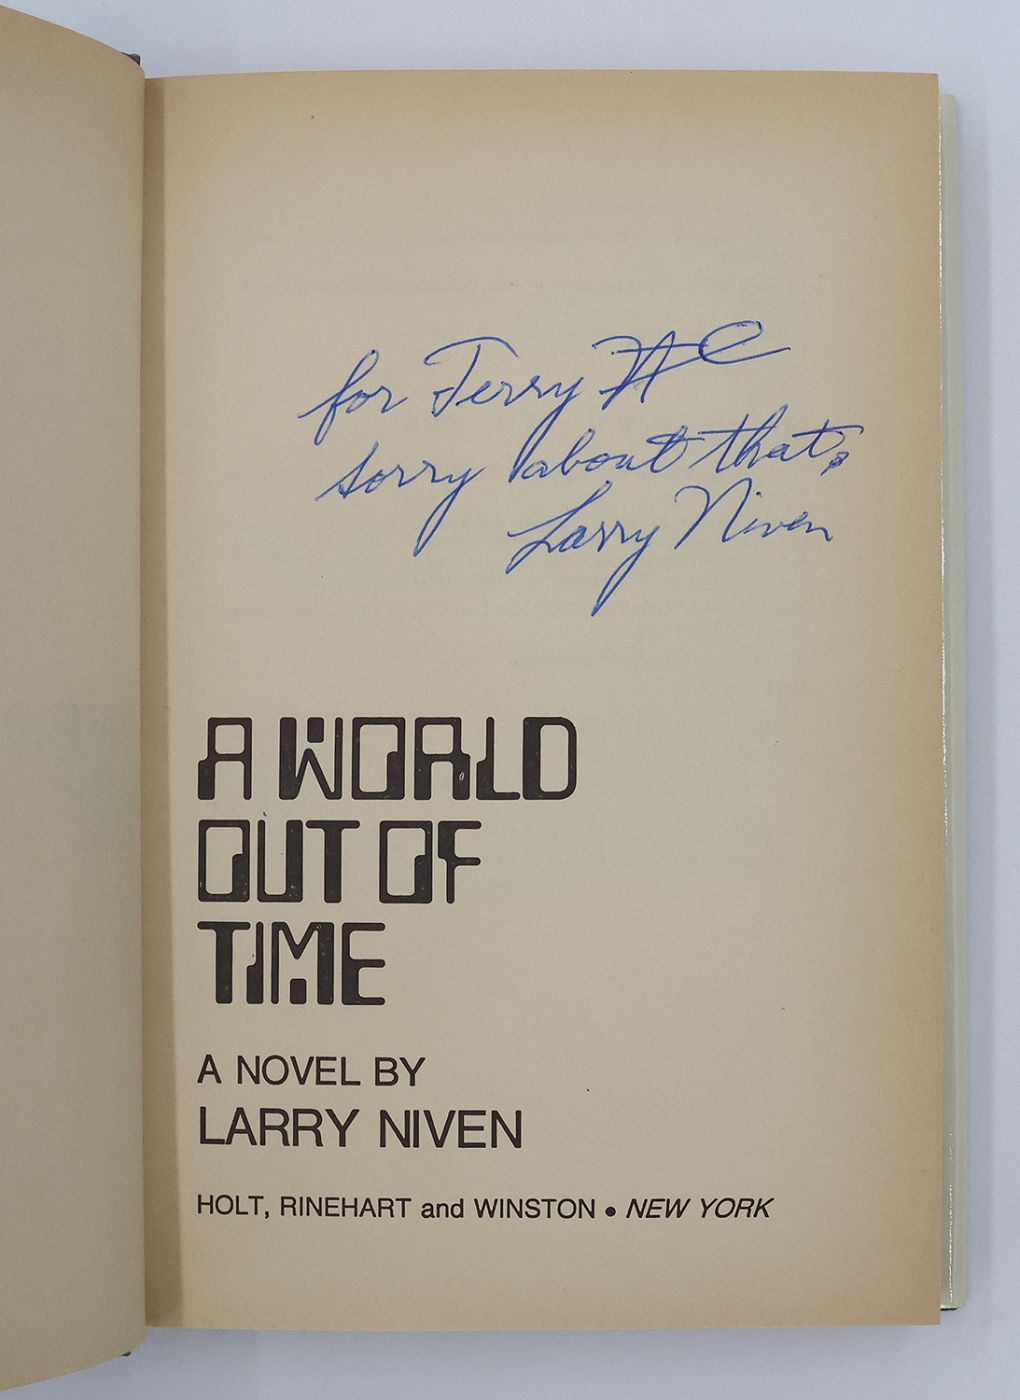 for Terry
sorry about that,
Larry Niven
A WORLD
OUT OF
TIME
A NOVEL BY
LARRY NIVEN
HOLT, RINEHART and WINSTON • NEW YORK